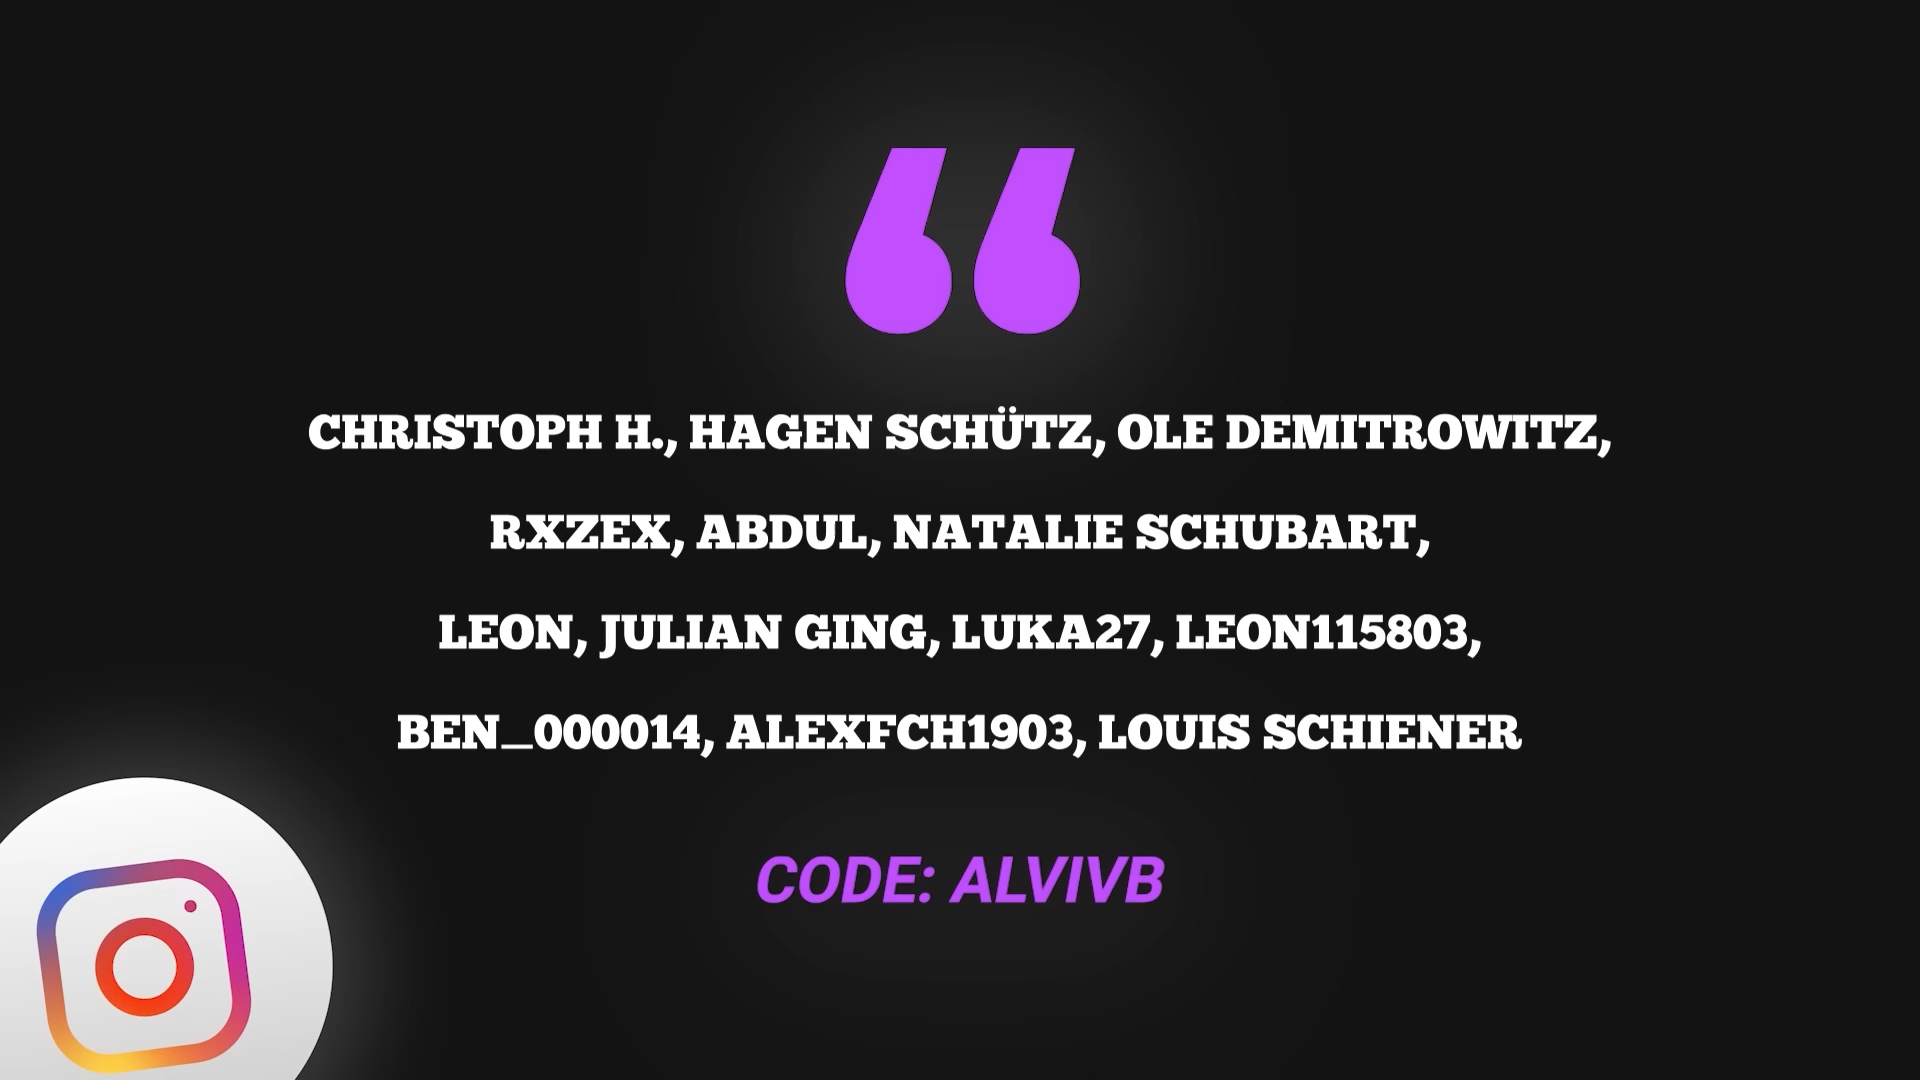 “
CHRISTOPH H., HAGEN SCHÜTZ, OLE DEMITROWITZ,
RXZEX, ABDUL, NATALIE SCHUBART,
LEON, JULIAN GING, LUKA27, LEON115803,
BEN_000014, ALEXFCH1903, LOUIS SCHIENER
CODE: ALVIVB